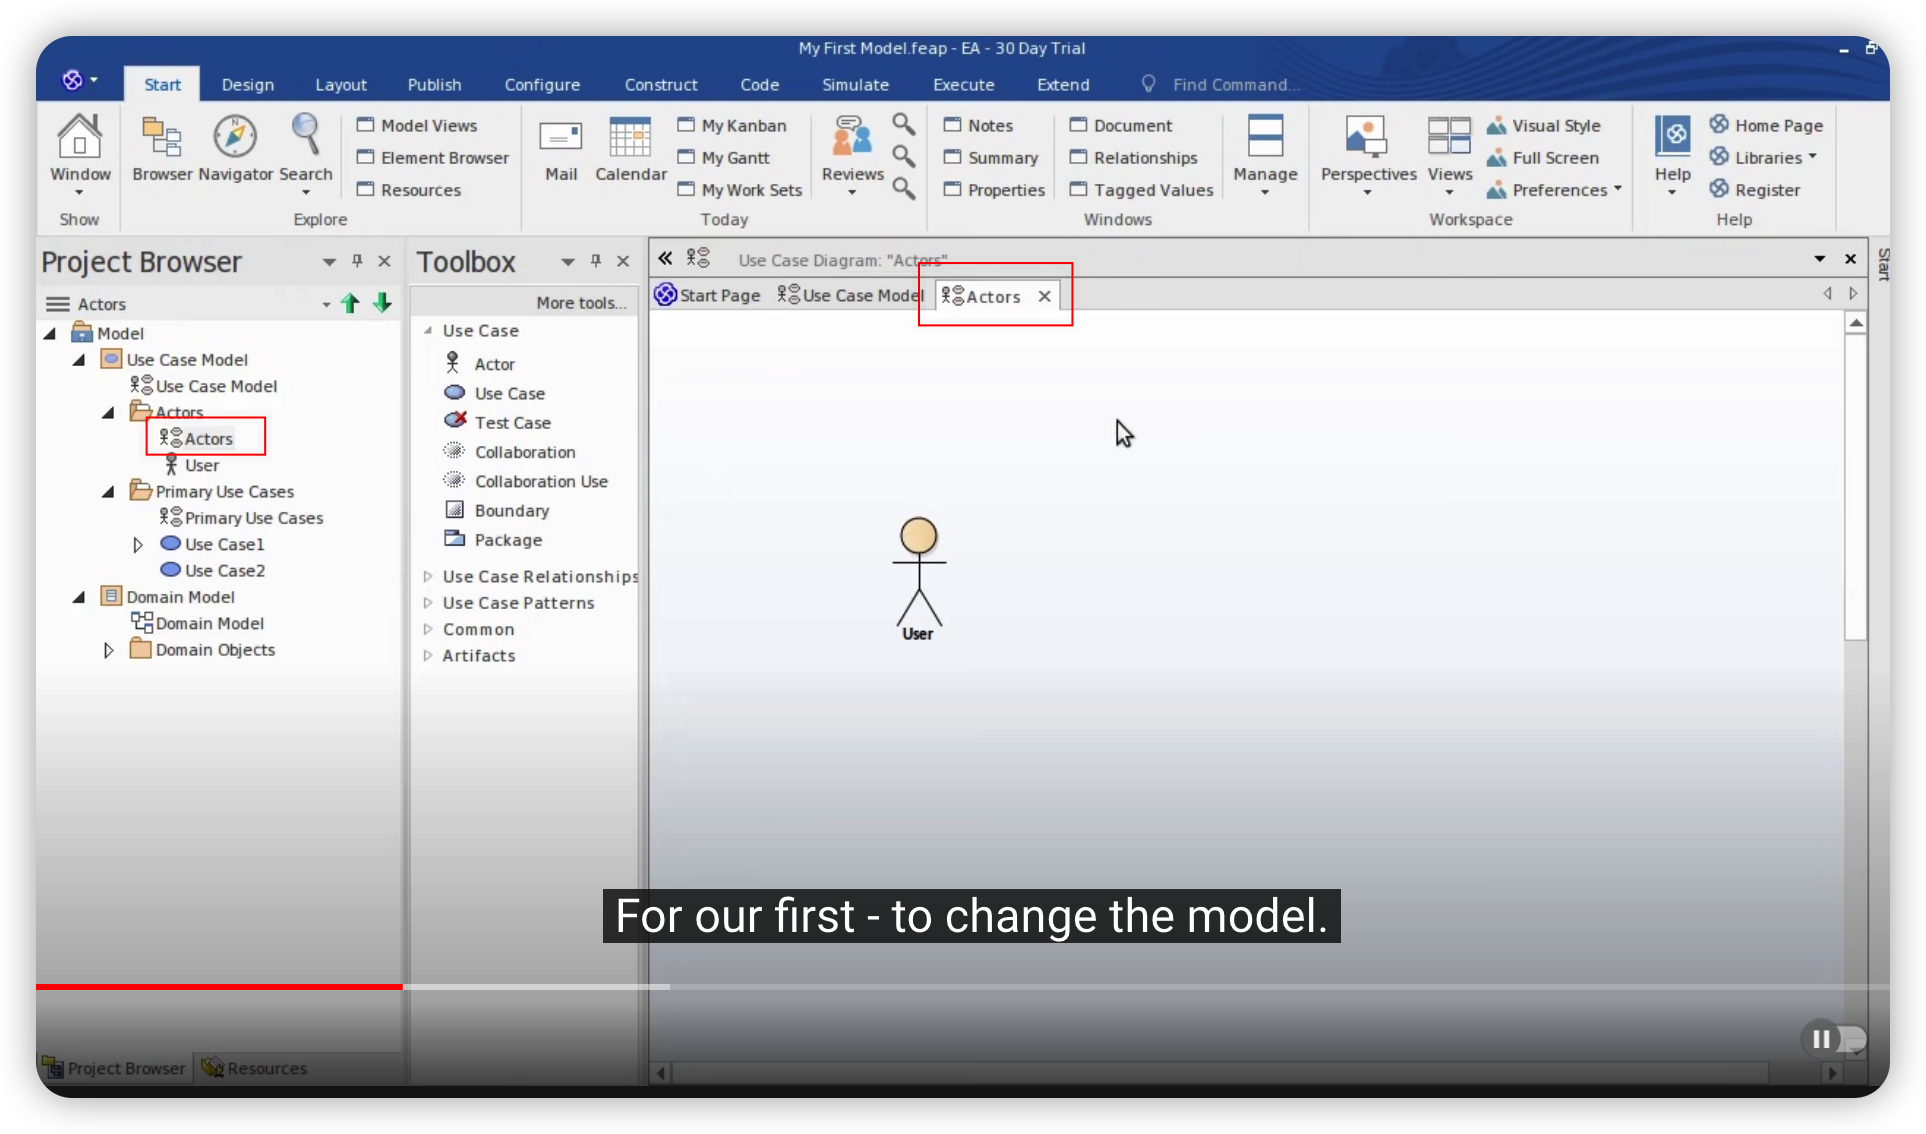 My First Model.feap - EA - 30 Day Trial
Start Design Layout Publish Configure Construct Code Simulate Execute Extend Find Command...
Window
Show
Browser Navigator Search
Model Views
Element Browser
Resources
Explore
Mail Calendar
My Kanban
My Gantt
My Work Sets
Reviews
Today
Notes
Summary
Properties
Document
Relationships
Tagged Values
Manage
Windows
Perspectives Views
Visual Style
Full Screen
Preferences
Workspace
Help
Home Page
Libraries
Register
Help
Project Browser
Actors
Model
Use Case Model
Use Case Model
Actors
Actors
User
Primary Use Cases
Primary Use Cases
Use Case1
Use Case2
Domain Model
Domain Model
Domain Objects
Toolbox
More tools...
Use Case
Actor
Use Case
Test Case
Collaboration
Collaboration Use
Boundary
Package
Use Case Relationships
Use Case Patterns
Common
Artifacts
Use Case Diagram: "Actors"
Start Page Use Case Model Actors
Start
User
For our first - to change the model.
Project Browser Resources